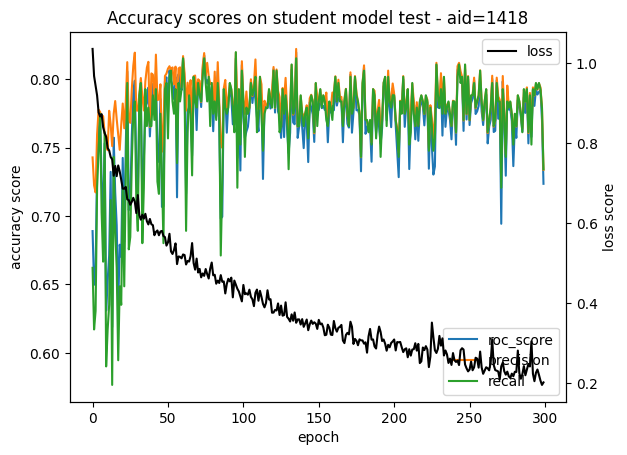 Accuracy scores on student model test - aid=1418
loss
0.80
0.75
0.70
0.65
0.60
accuracy score
1.0
0.8
0.6
0.4
0.2
loss score
roc_score
precision
recall
0
50
100
150
200
250
300
epoch